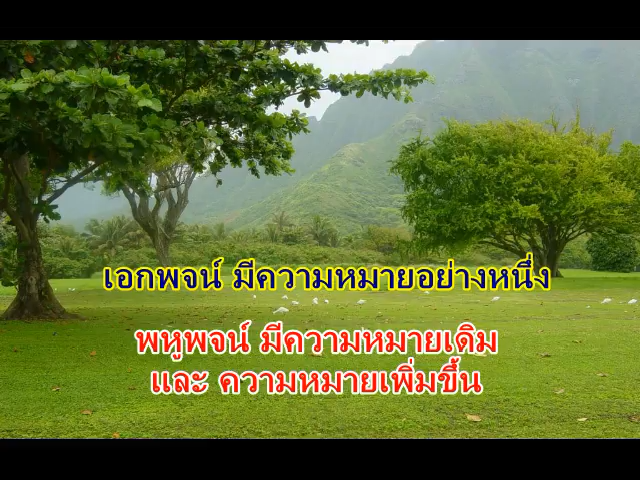 เอกพจน์ มีความหมายอย่างหนึ่ง
พหูพจน์ มีความหมายเดิม
และ ความหมายเพิ่มขึ้น